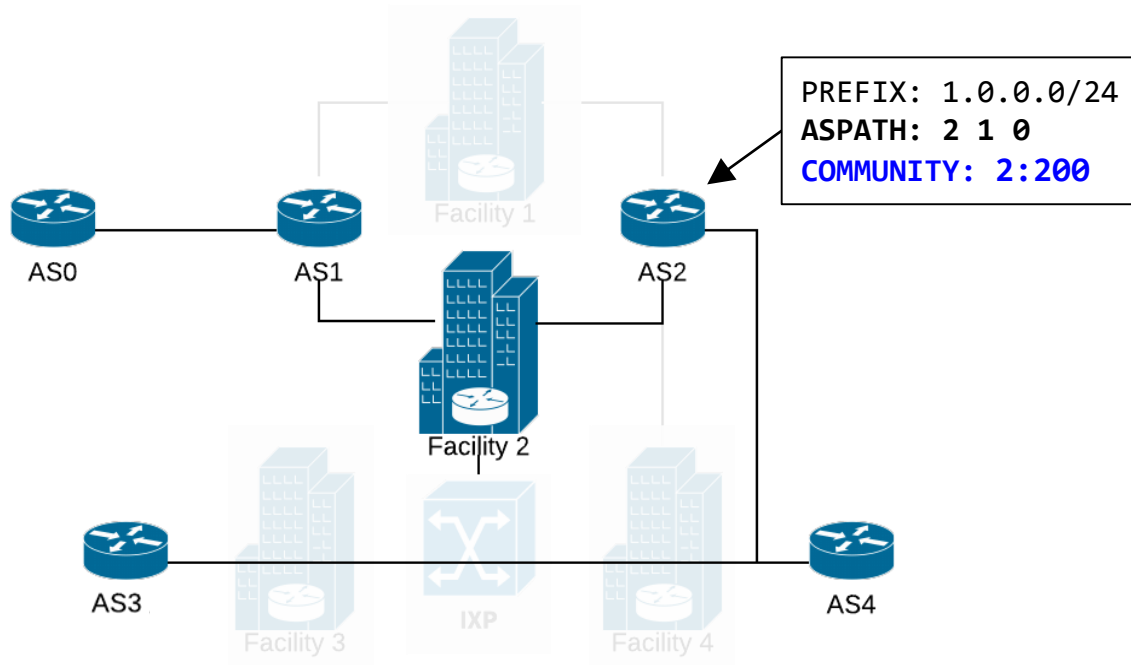 PREFIX: 1.0.0.0/24
ASPATH: 2 1 0
COMMUNITY: 2:200
Facility 1
AS0
AS1
AS2
Facility 2
AS3
IXP
AS4
Facility 3
Facility 4